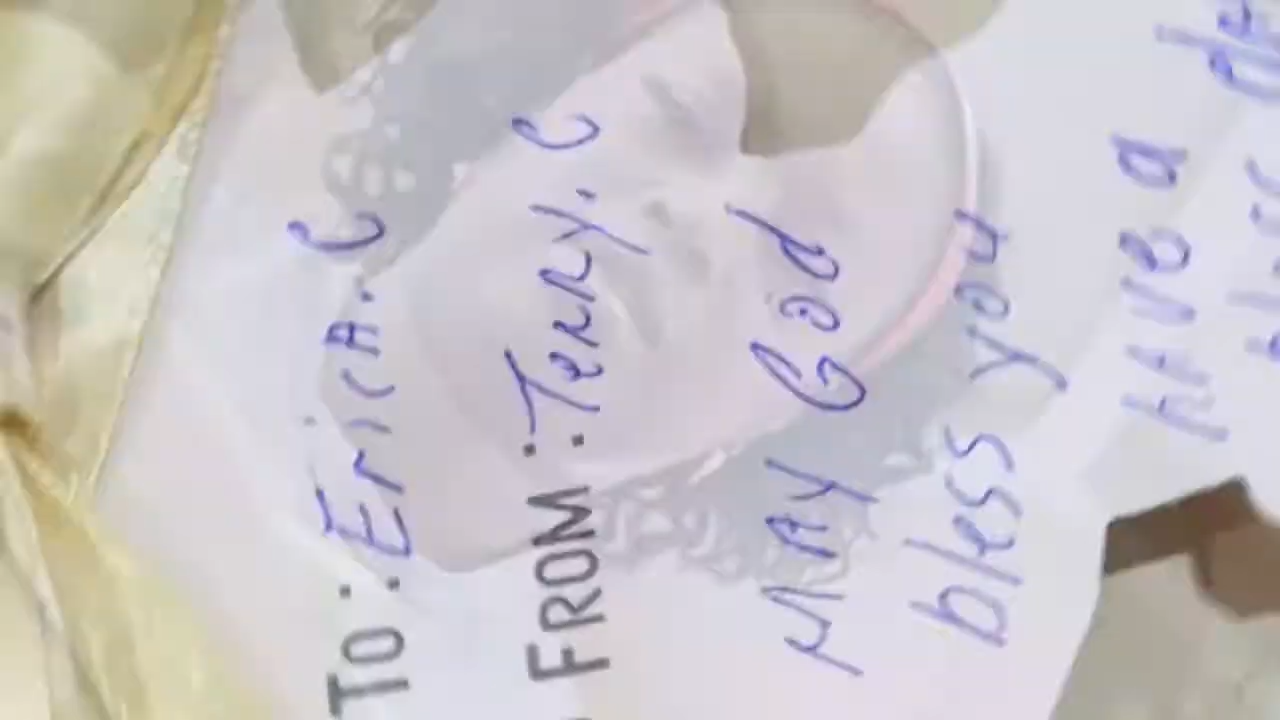 TO : Erica. C
FROM : Terry. C
MAY God
bless you
HAVE a